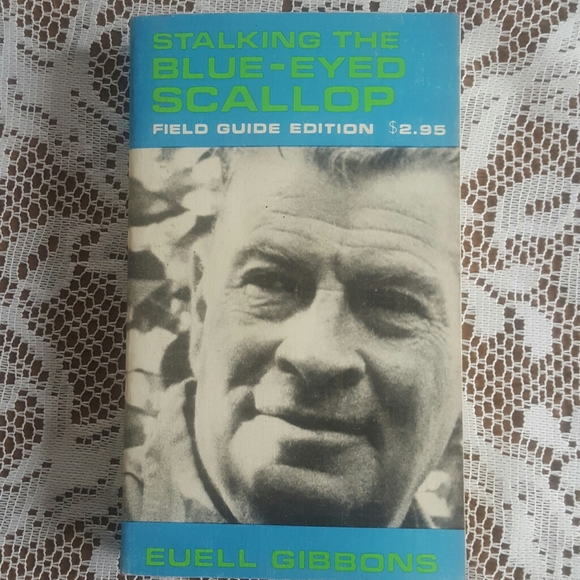 STALKING THE
BLUE-EYED
SCALLOP
FIELD GUIDE EDITION $2.95
EUELL GIBBONS